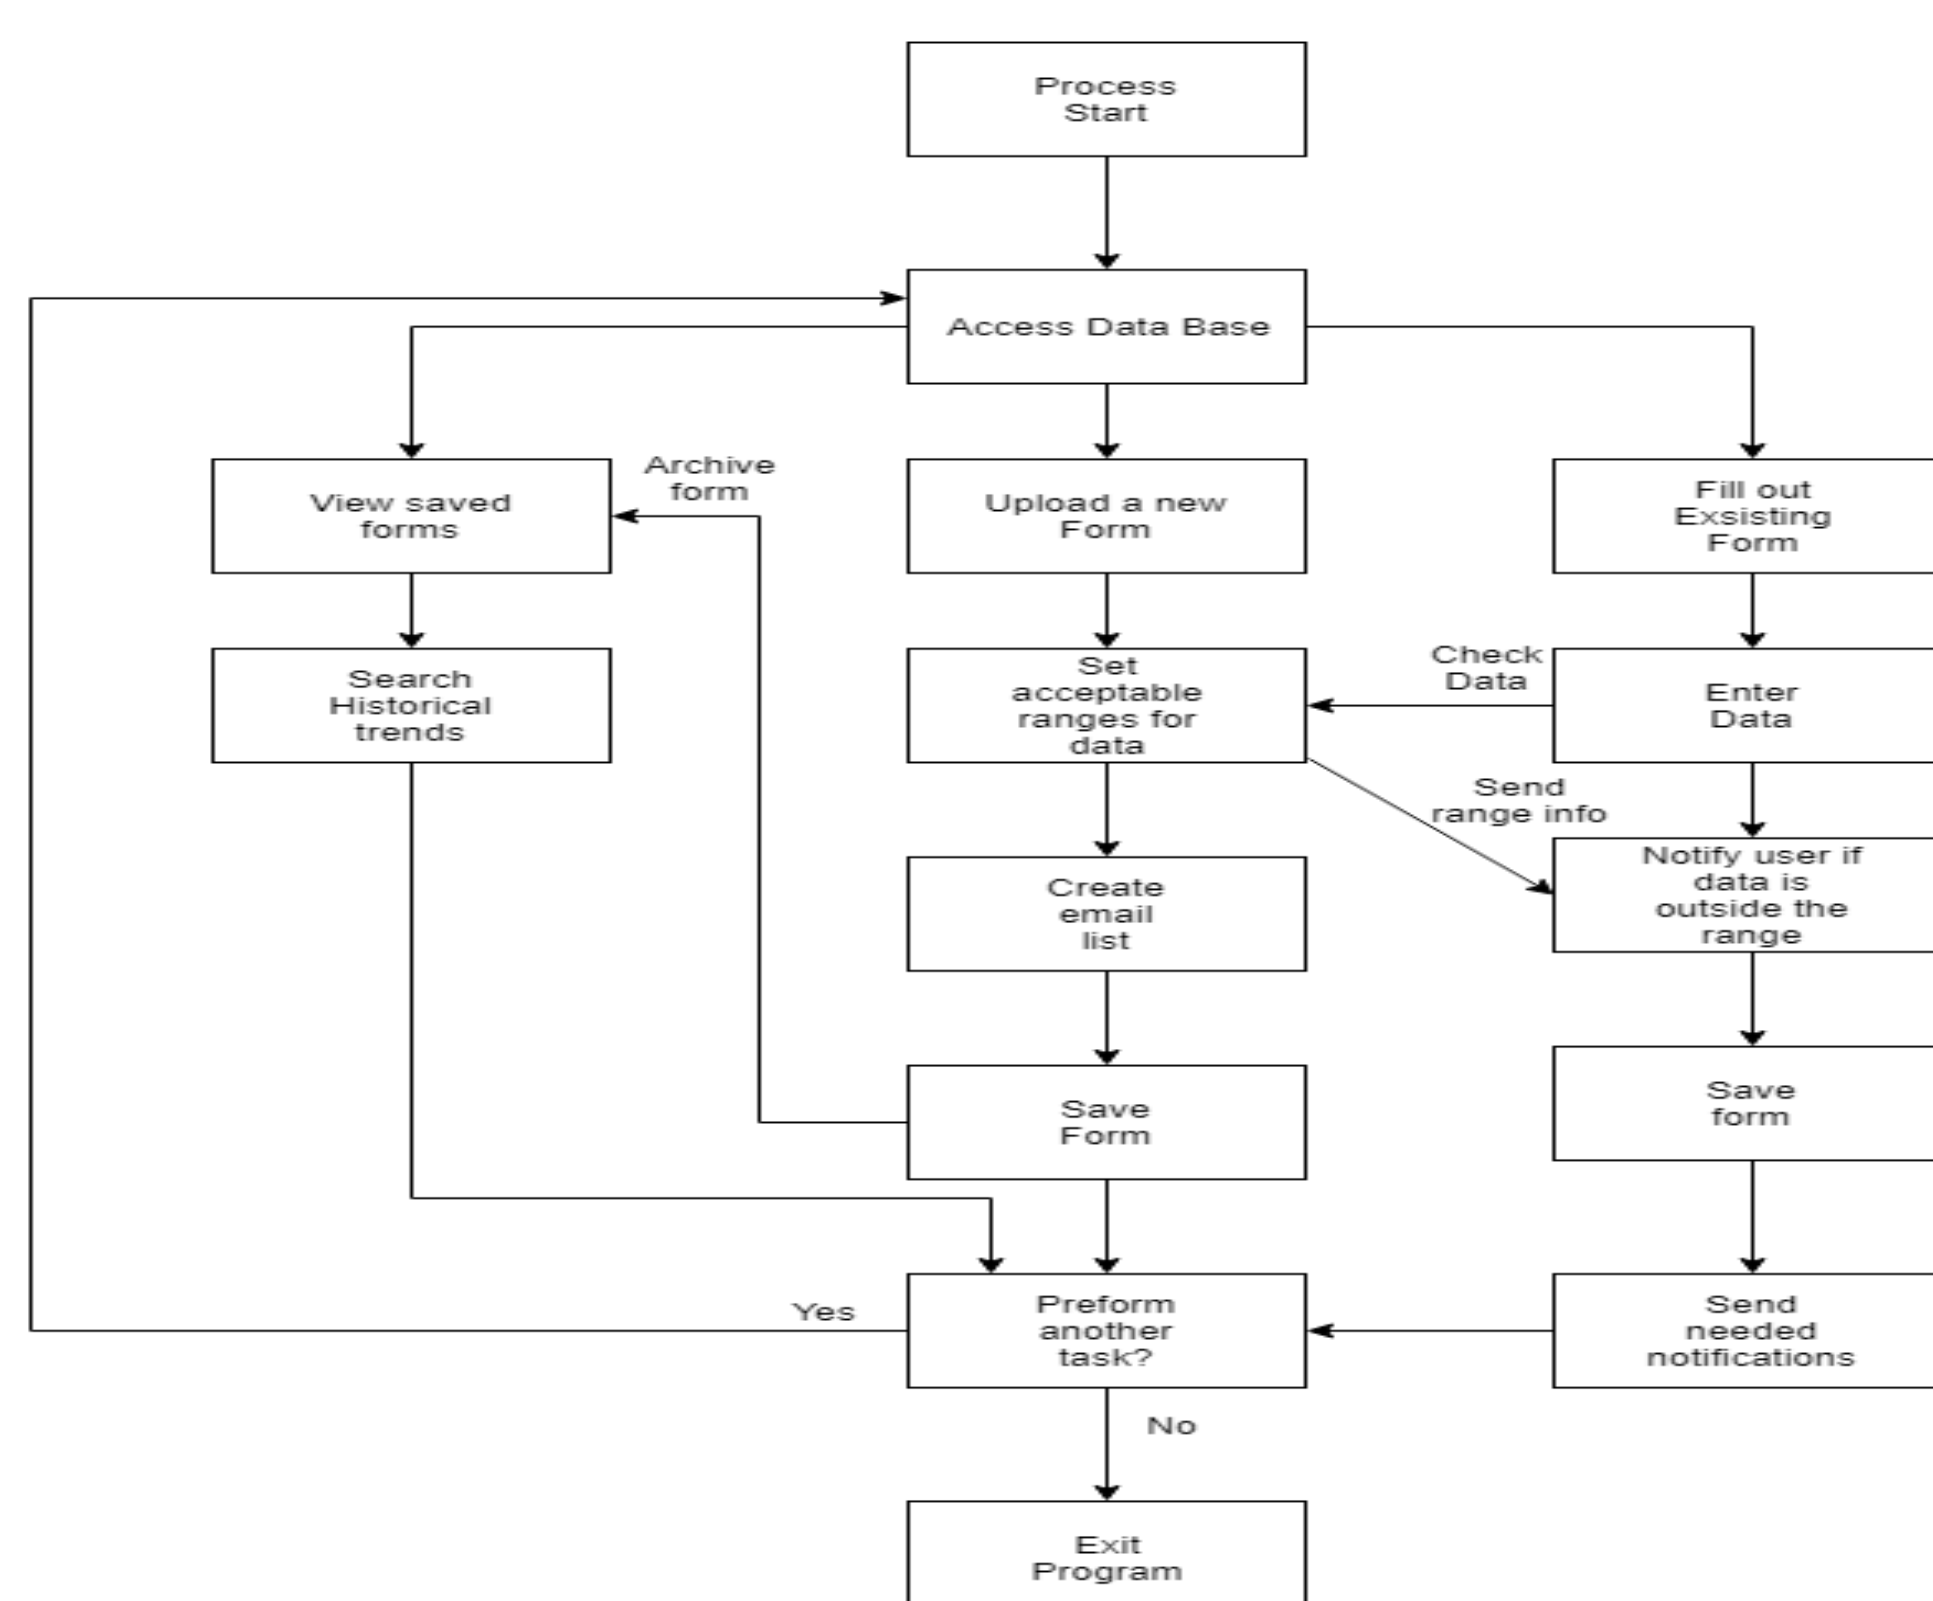 Process
Start
Access Data Base
Archive
form
View saved
forms
Upload a new
Form
Fill out
Exsisting
Form
Search
Historical
trends
Set
acceptable
ranges for
data
Check
Data
Enter
Data
Send
range info
Notify user if
data is
outside the
range
Create
email
list
Save
Form
Save
form
Yes
Preform
another
task?
Send
needed
notifications
No
Exit
Program